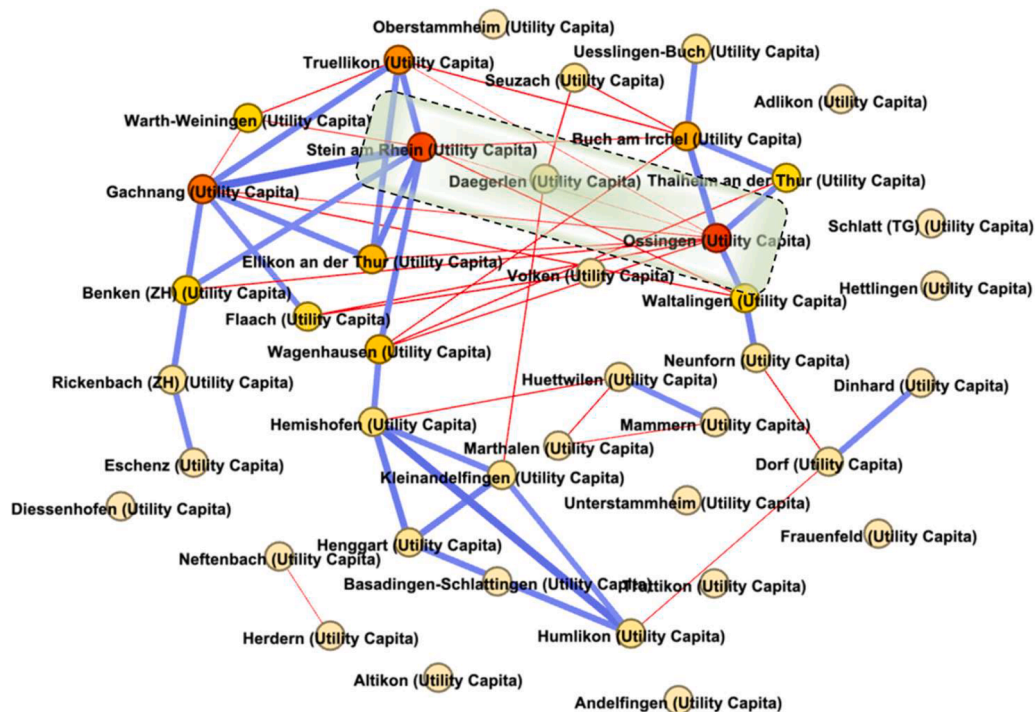 Oberstammheim (Utility Capita)
Uesslingen-Buch (Utility Capita)
Truellikon (Utility Capita)
Seuzach (Utility Capita)
Adlikon (Utility Capita)
Warth-Weiningen (Utility Capita)
Buch am Irchel (Utility Capita)
Stein am Rhein (Utility Capita)
Daegerlen (Utility Capita)
Thalheim an der Thur (Utility Capita)
Gachnang (Utility Capita)
Schlatt (TG) (Utility Capita)
Ossingen (Utility Capita)
Ellikon an der Thur (Utility Capita)
Volken (Utility Capita)
Hettlingen (Utility Capita)
Benken (ZH) (Utility Capita)
Waltalingen (Utility Capita)
Flaach (Utility Capita)
Wagenhausen (Utility Capita)
Neunforn (Utility Capita)
Rickenbach (ZH) (Utility Capita)
Huettwilen (Utility Capita)
Dinhard (Utility Capita)
Hemishofen (Utility Capita)
Mammern (Utility Capita)
Marthalen (Utility Capita)
Eschenz (Utility Capita)
Dorf (Utility Capita)
Kleinandelfingen (Utility Capita)
Diessenhofen (Utility Capita)
Unterstammheim (Utility Capita)
Frauenfeld (Utility Capita)
Henggart (Utility Capita)
Neftenbach (Utility Capita)
Basadingen-Schlattingen (Utility Capita)
(Utility Capita)
Herdern (Utility Capita)
Humlikon (Utility Capita)
Altikon (Utility Capita)
Andelfingen (Utility Capita)